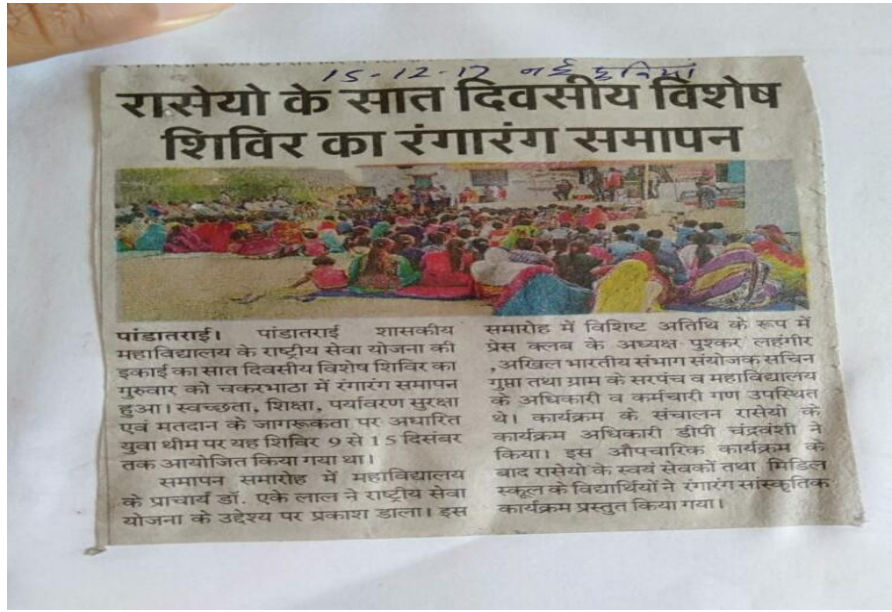 15-12-17 नई दुनिया
रासेयो के सात दिवसीय विशेष
शिविर का रंगारंग समापन
पांडातराई। पांडातराई शासकीय
महाविद्यालय के राष्ट्रीय सेवा योजना की
इकाई का सात दिवसीय विशेष शिविर का
गुरुवार को चकरभाठा में रंगारंग समापन
हुआ। स्वच्छता, शिक्षा, पर्यावरण सुरक्षा
एवं मतदान के जागरूकता पर अधारित
युवा थीम पर यह शिविर 9 से 15 दिसंबर
तक आयोजित किया गया था।
समापन समारोह में महाविद्यालय
के प्राचार्य डॉ. एके लाल ने राष्ट्रीय सेवा
योजना के उद्देश्य पर प्रकाश डाला। इस
समारोह में विशिष्ट अतिथि के रूप में
प्रेस क्लब के अध्यक्ष पुश्कर लहंगीर
,अखिल भारतीय संभाग संयोजक सचिन
गुप्ता तथा ग्राम के सरपंच व महाविद्यालय
के अधिकारी व कर्मचारी गण उपस्थित
थे। कार्यक्रम के संचालन रासेयो के
कार्यक्रम अधिकारी डीपी चंद्रवंशी ने
किया। इस औपचारिक कार्यक्रम के
बाद रासेयो के स्वयं सेवकों तथा मिडिल
स्कूल के विद्यार्थियों ने रंगारंग सांस्कृतिक
कार्यक्रम प्रस्तुत किया गया।